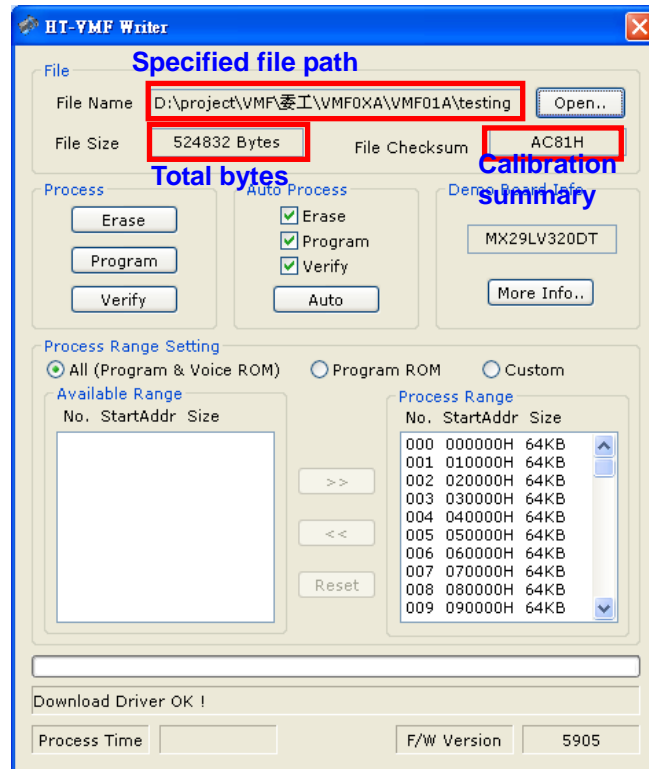 HT-VMF Writer
Specified file path
File
File Name D:\project\VMF\委工\VMF0XA\VMF01A\testing Open..
File Size 524832 Bytes File Checksum AC81H
Total bytes
Calibration summary
Process
Erase
Program
Verify
Auto Process
Erase
Program
Verify
Auto
Demo Board Info
MX29LV320DT
More Info..
Process Range Setting
All (Program & Voice ROM) Program ROM Custom
Available Range
No. StartAddr Size
>>
<<
Reset
Process Range
No. StartAddr Size
000 000000H 64KB
001 010000H 64KB
002 020000H 64KB
003 030000H 64KB
004 040000H 64KB
005 050000H 64KB
006 060000H 64KB
007 070000H 64KB
008 080000H 64KB
009 090000H 64KB
Download Driver OK !
Process Time F/W Version 5905